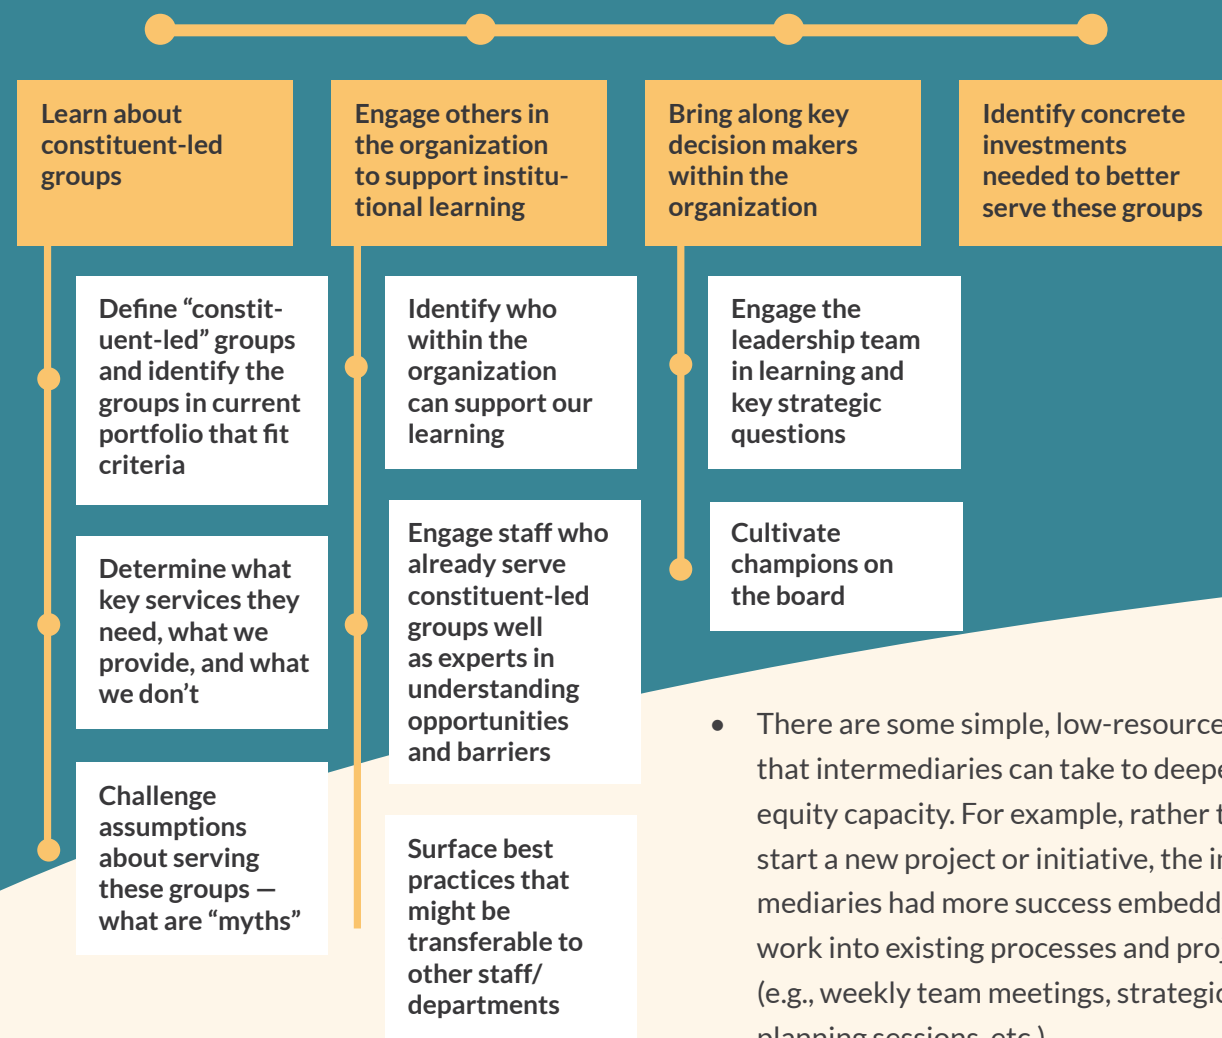 Learn about
constituent-led
groups
Engage others in
the organization
to support institu-
tional learning
Bring along key
decision makers
within the
organization
Identify concrete
investments
needed to better
serve these groups
Define “constit-
uent-led” groups
and identify the
groups in current
portfolio that fit
criteria
Determine what
key services they
need, what we
provide, and what
we don’t
Challenge
assumptions
about serving
these groups —
what are “myths”
Identify who
within the
organization
can support our
learning
Engage staff who
already serve
constituent-led
groups well
as experts in
understanding
opportunities
and barriers
Surface best
practices that
might be
transferable to
other staff/
departments
Engage the
leadership team
in learning and
key strategic
questions
Cultivate
champions on
the board
• There are some simple, low-resource
that intermediaries can take to deepe
equity capacity. For example, rather t
start a new project or initiative, the in
mediaries had more success embedd
work into existing processes and proj
(e.g., weekly team meetings, strategic
planning sessions, etc.)